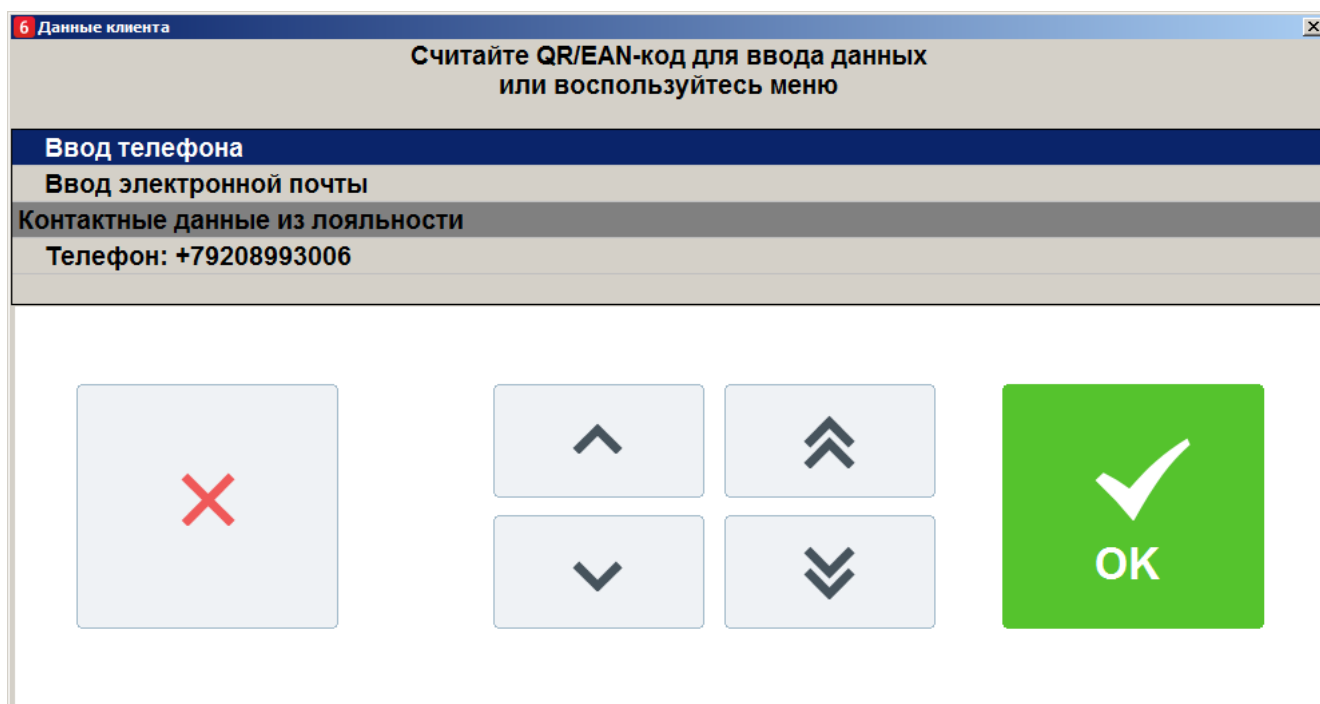 6 Данные клиента
Считайте QR/EAN-код для ввода данных
или воспользуйтесь меню
Ввод телефона
Ввод электронной почты
Контактные данные из лояльности
Телефон: +79208993006
OK